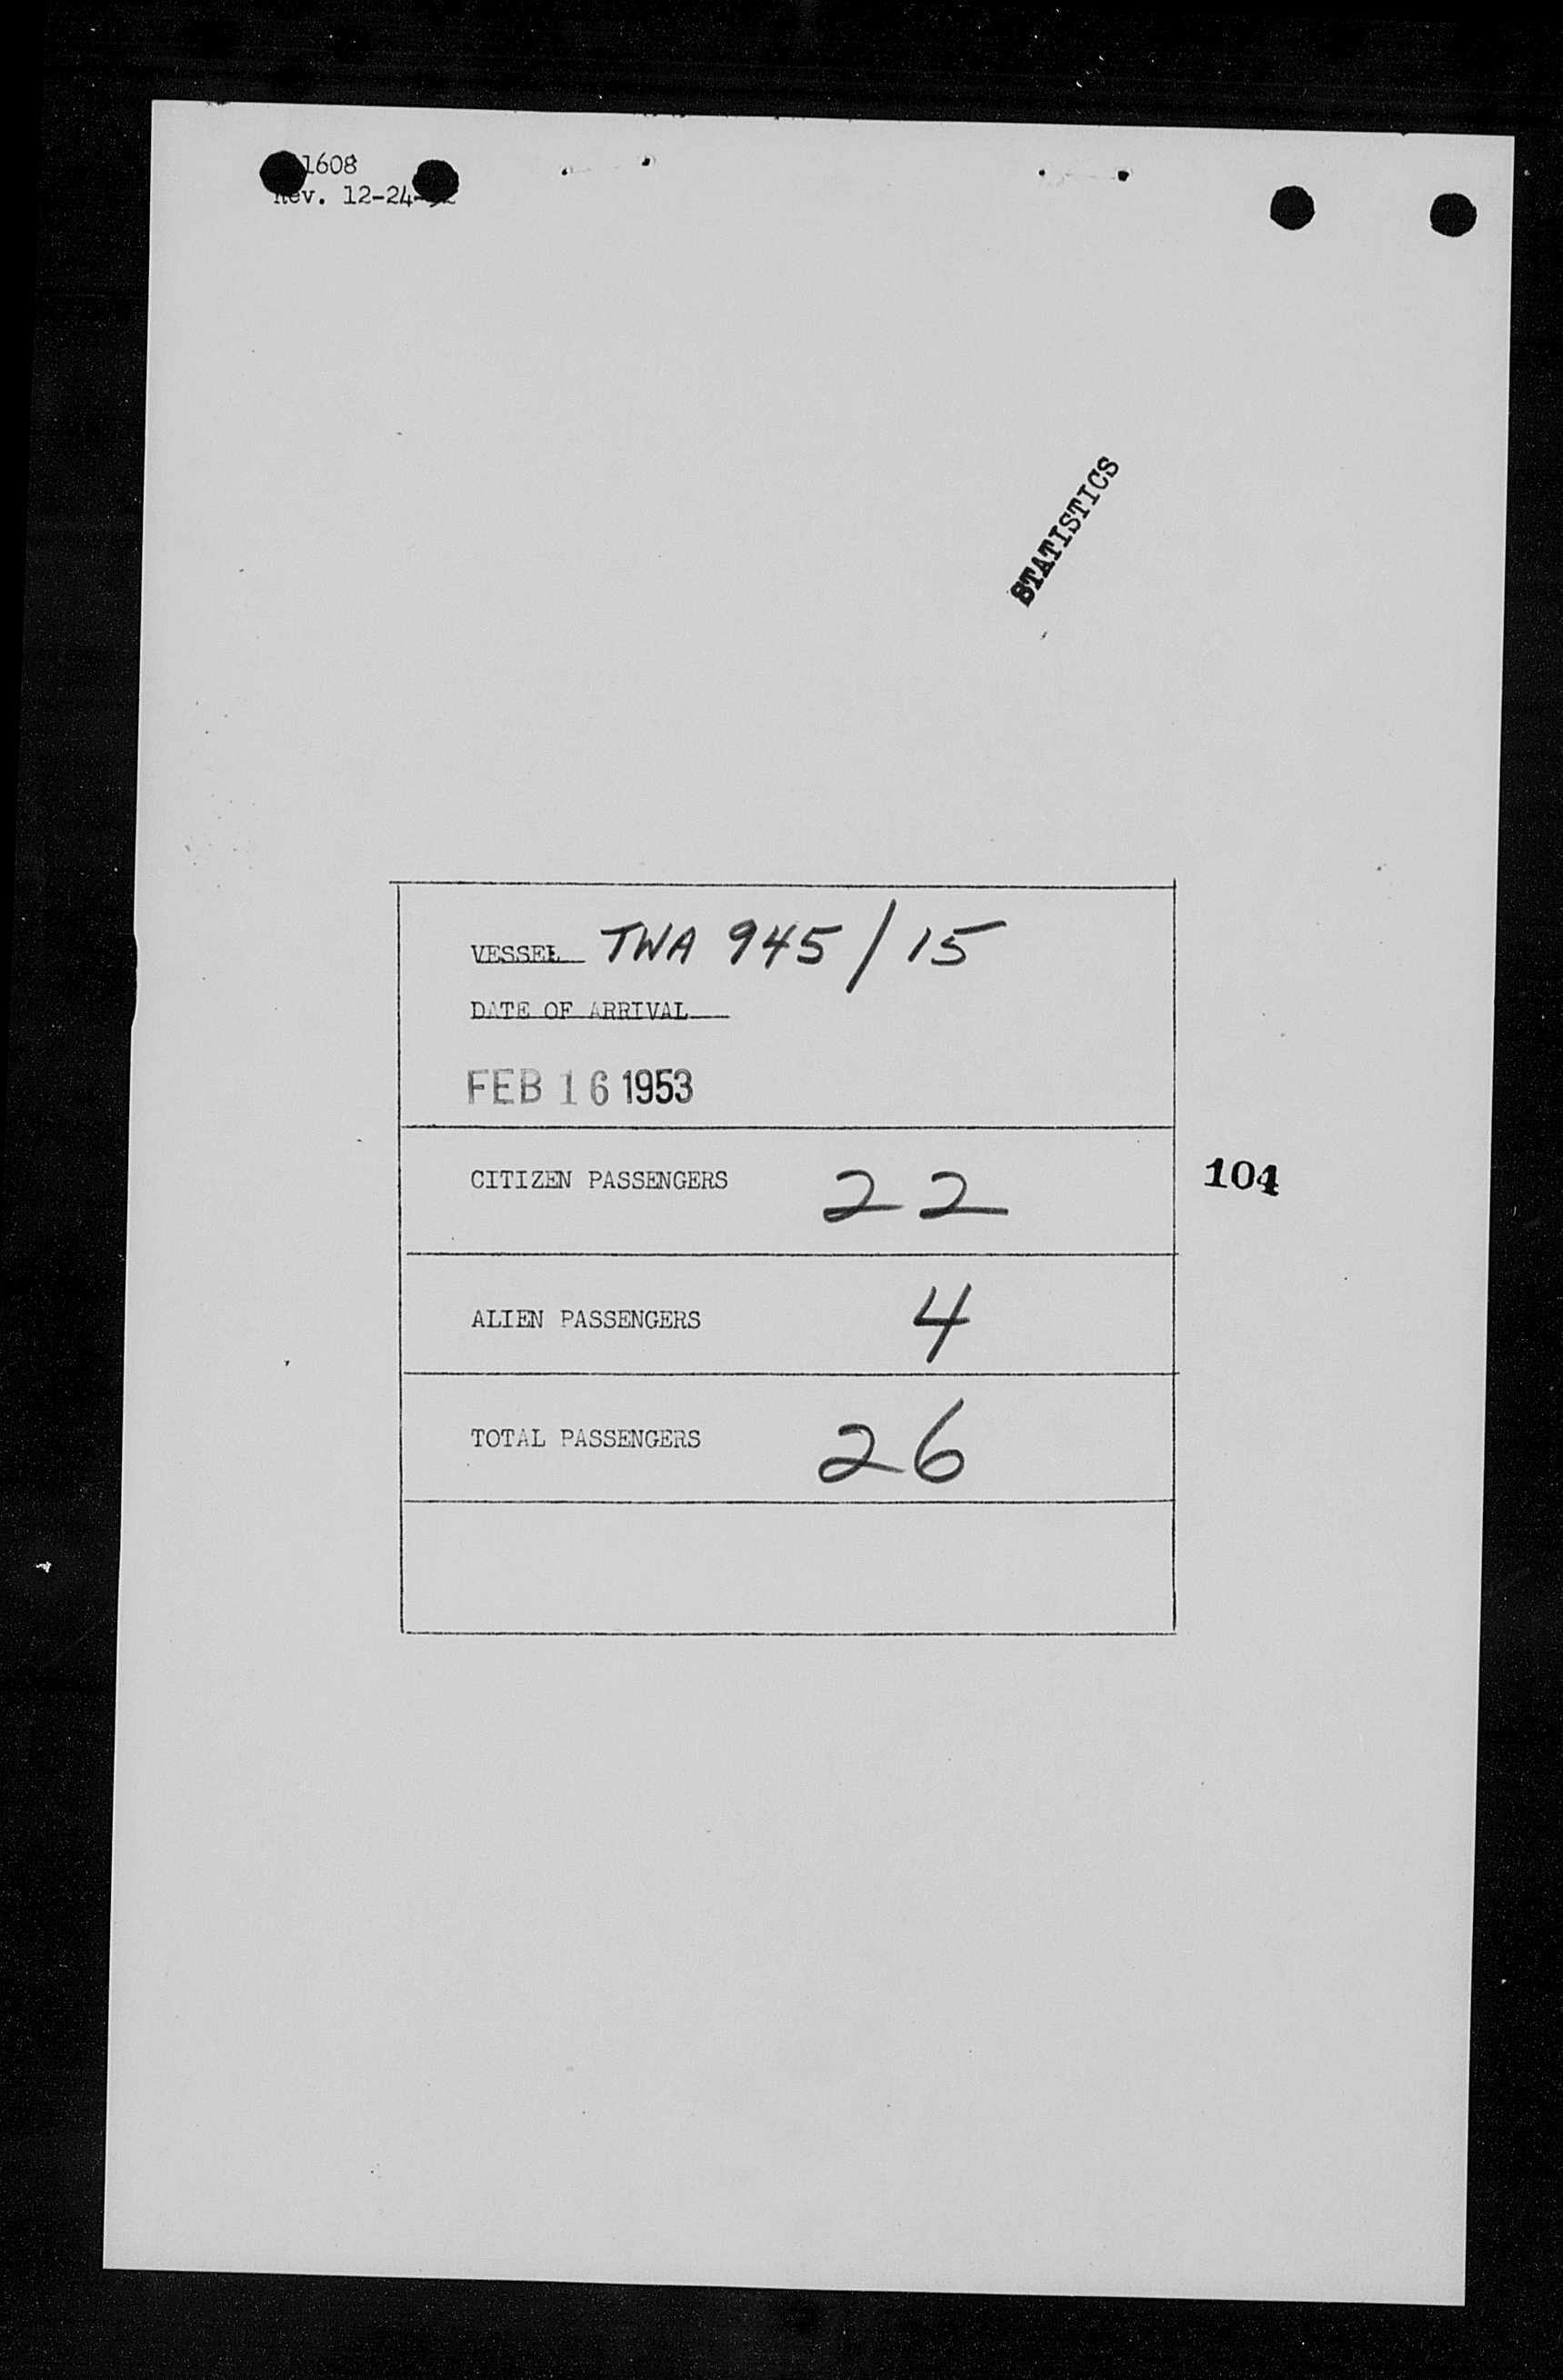 1608
Rev. 12-24-
STATISTICS
VESSEL TWA 945/15
DATE OF ARRIVAL
FEB 16 1953
CITIZEN PASSENGERS 22
104
ALIEN PASSENGERS 4
TOTAL PASSENGERS 26